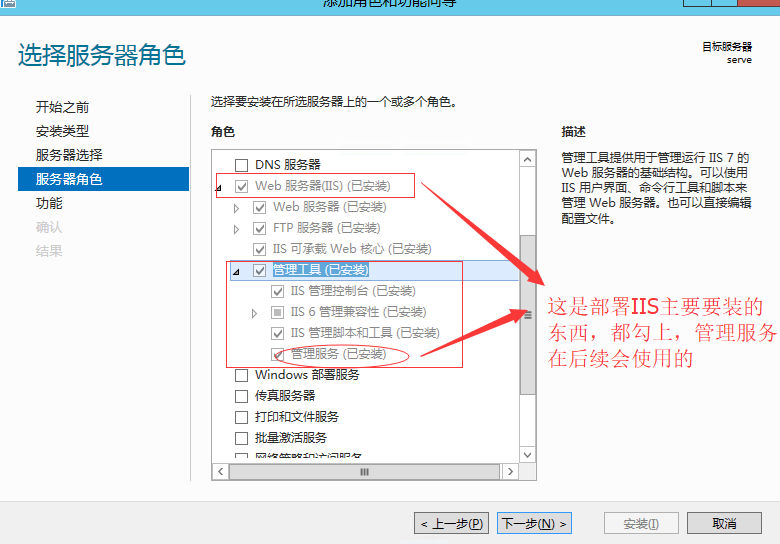 添加角色和功能向导
选择服务器角色
目标服务器
serve
开始之前
安装类型
服务器选择
服务器角色
功能
确认
结果
选择要安装在所选服务器上的一个或多个角色。
角色
DNS 服务器
Web 服务器(IIS) (已安装)
Web 服务器 (已安装)
FTP 服务器 (已安装)
IIS 可承载 Web 核心 (已安装)
管理工具 (已安装)
IIS 管理控制台 (已安装)
IIS 6 管理兼容性 (已安装)
IIS 管理脚本和工具 (已安装)
管理服务 (已安装)
Windows 部署服务
传真服务器
打印和文件服务
批量激活服务
网络策略和访问服务
描述
管理工具提供用于管理运行 IIS 7 的
Web 服务器的基础结构。可以使用
IIS 用户界面、命令行工具和脚本来
管理 Web 服务器。也可以直接编辑
配置文件。
这是部署IIS主要要装的
东西，都勾上，管理服务
在后续会使用的
< 上一步(P)
下一步(N) >
安装(I)
取消